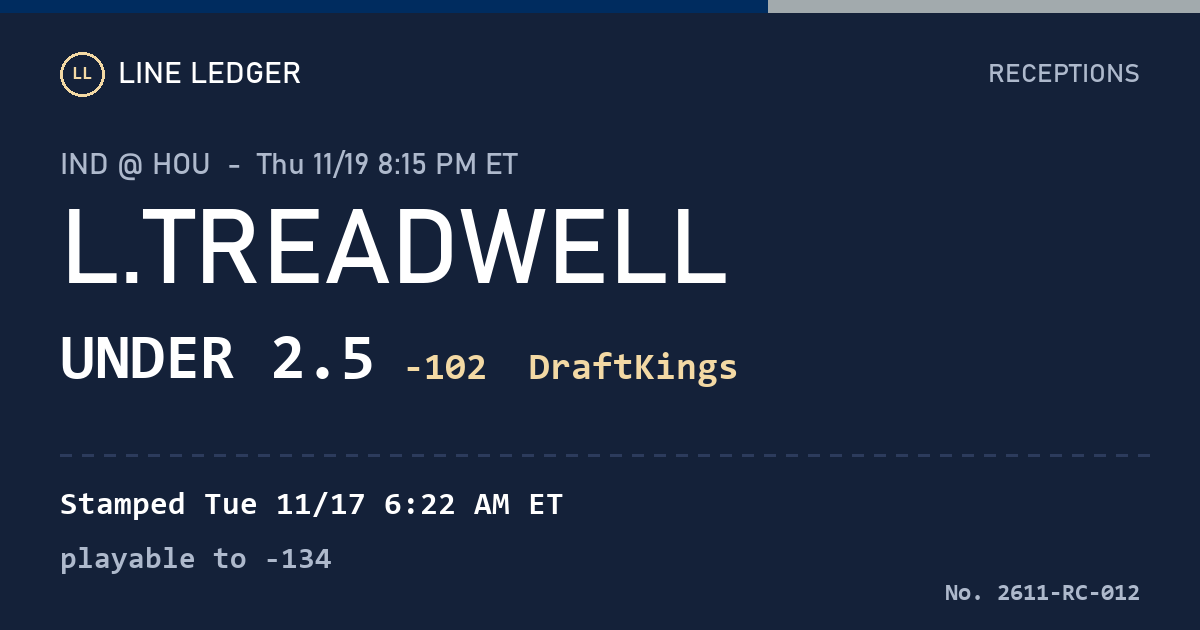 LL LINE LEDGER
RECEPTIONS
IND @ HOU - Thu 11/19 8:15 PM ET
L.TREADWELL
UNDER 2.5 -102 DraftKings
Stamped Tue 11/17 6:22 AM ET
playable to -134
No. 2611-RC-012